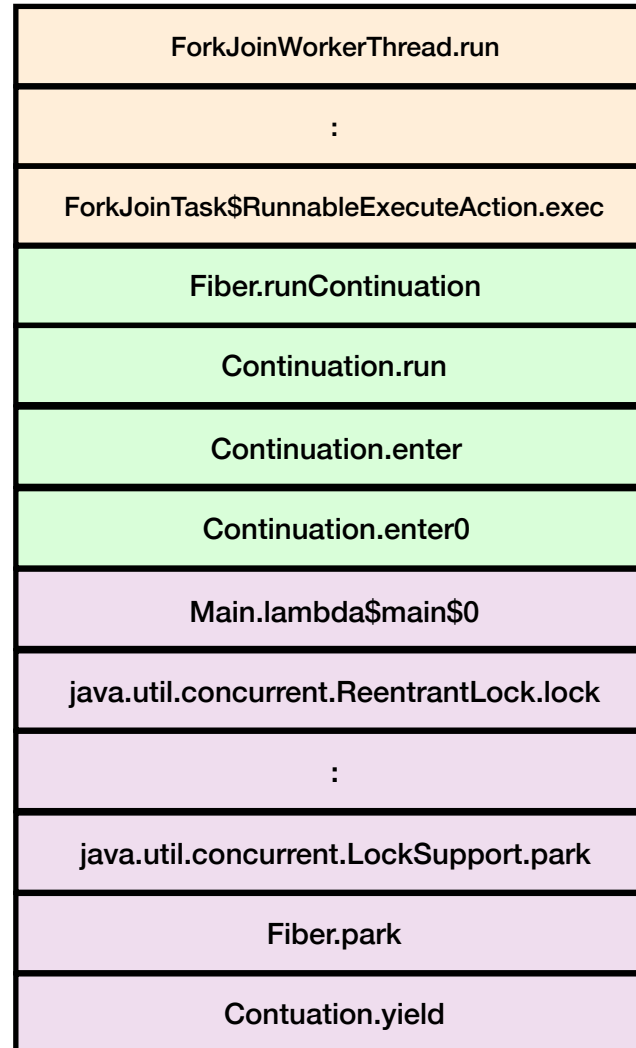 ForkJoinWorkerThread.run
:
ForkJoinTask$RunnableExecuteAction.exec
Fiber.runContinuation
Continuation.run
Continuation.enter
Continuation.enter0
Main.lambda$main$0
java.util.concurrent.ReentrantLock.lock
:
java.util.concurrent.LockSupport.park
Fiber.park
Contuation.yield